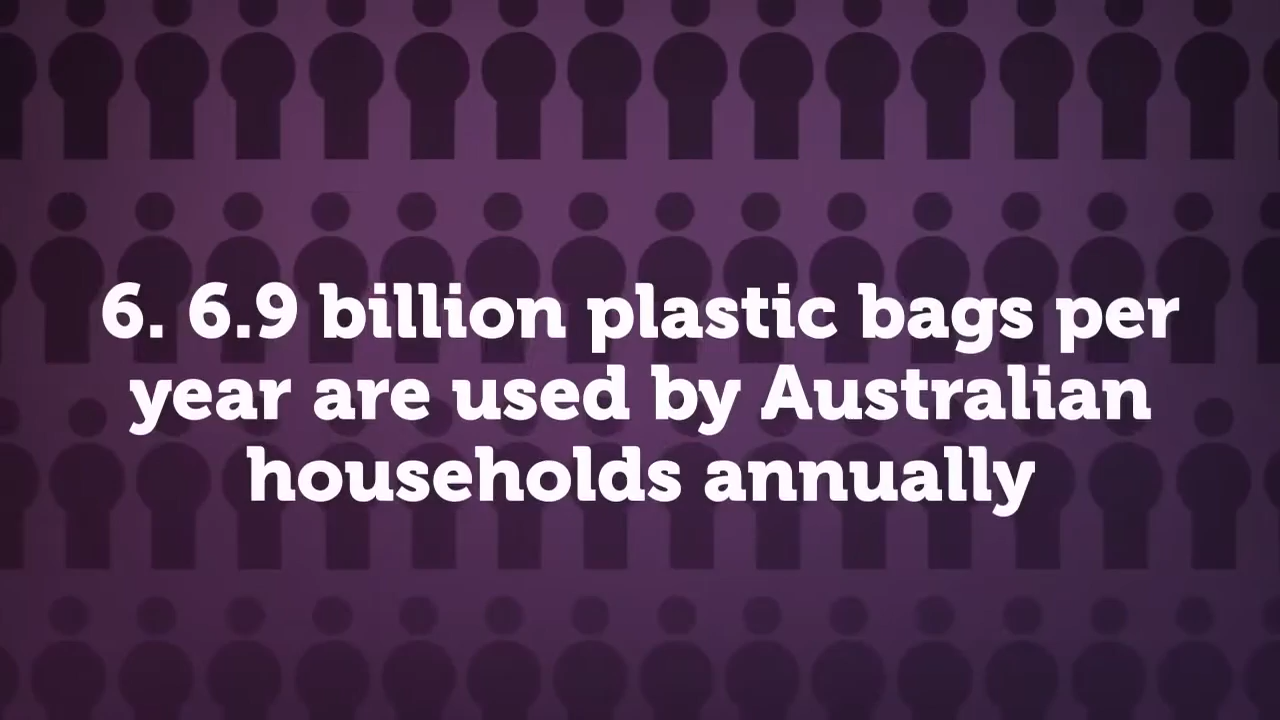 6. 6.9 billion plastic bags per
year are used by Australian
households annually